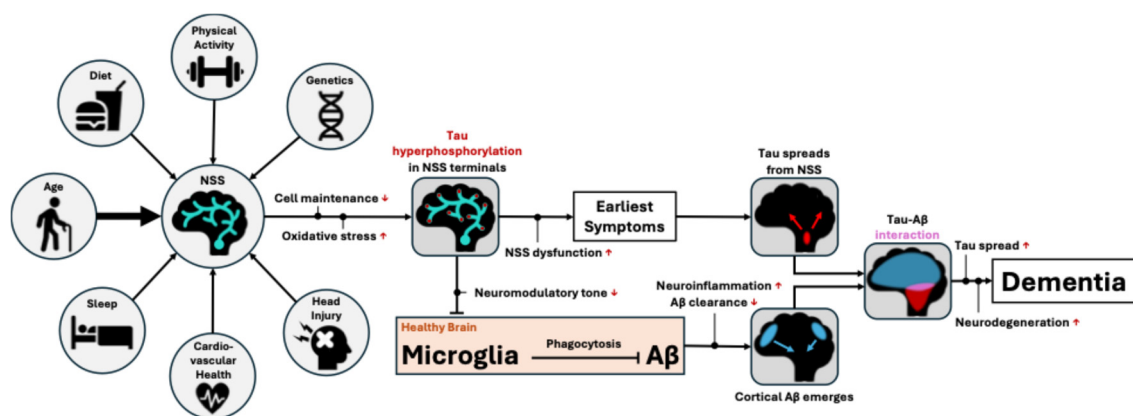 Physical
Activity
Diet
Genetics
Age
NSS
Sleep
Cardio-
vascular
Health
Head
Injury
Cell maintenance ↓
Oxidative stress ↑
Tau
hyperphosphorylation
in NSS terminals
NSS dysfunction ↑
Neuromodulatory tone ↓
Earliest
Symptoms
Tau spreads
from NSS
Healthy Brain
Microglia
Phagocytosis
Aβ
Neuroinflammation ↑
Aβ clearance ↓
Cortical Aβ emerges
Tau-Aβ
interaction
Tau spread ↑
Neurodegeneration ↑
Dementia